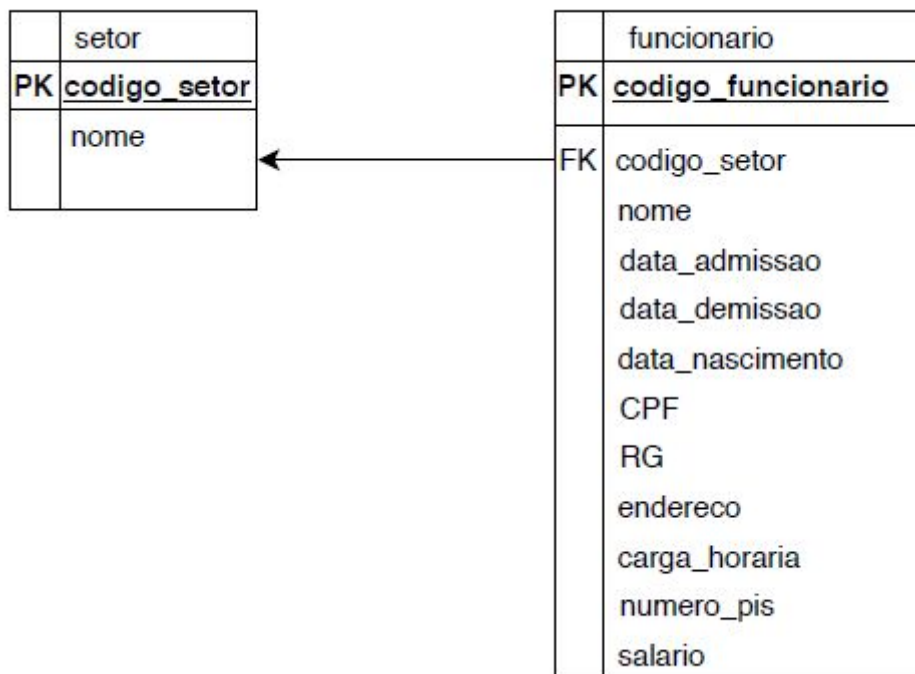 setor
PK codigo_setor
nome
funcionario
PK codigo_funcionario
FK codigo_setor
nome
data_admissao
data_demissao
data_nascimento
CPF
RG
endereco
carga_horaria
numero_pis
salario